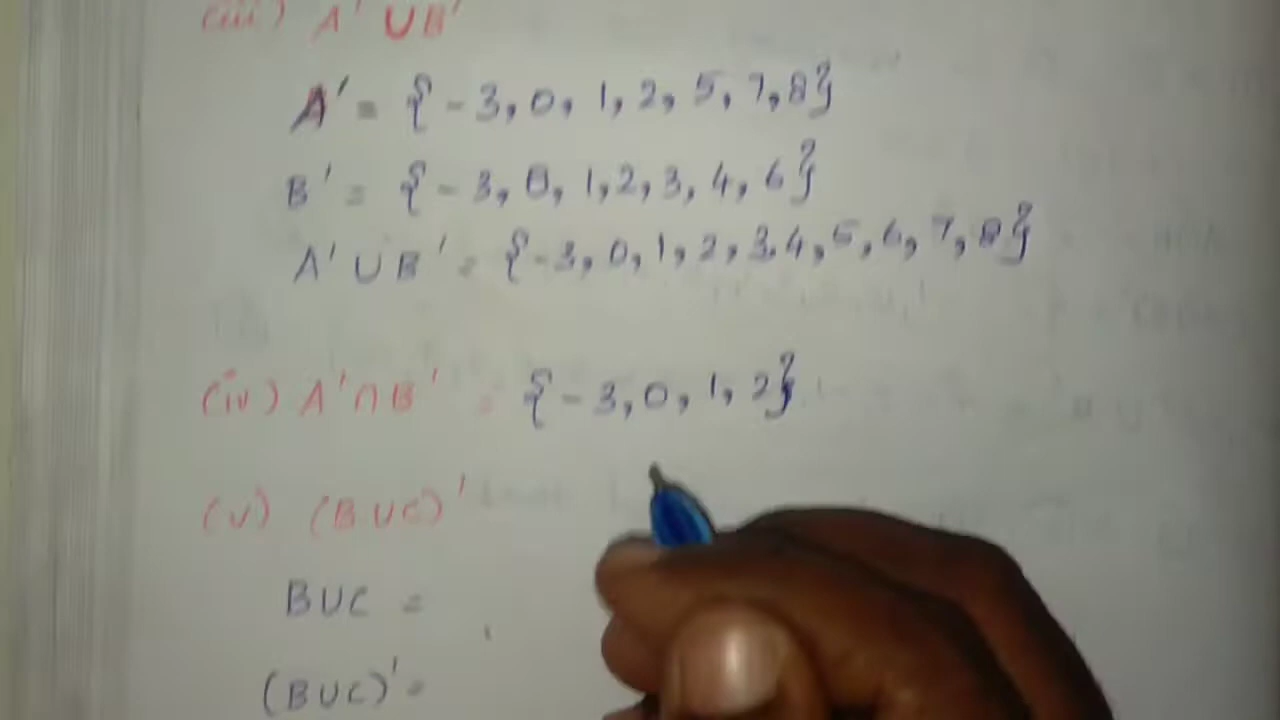 (iii) A' ∪ B'
A' = {-3, 0, 1, 2, 5, 7, 8}
B' = {-3, 0, 1, 2, 3, 4, 6}
A' ∪ B' = {-3, 0, 1, 2, 3, 4, 5, 6, 7, 8}
(iv) A' ∩ B' = {-3, 0, 1, 2}
(v) (B ∪ C)'
B ∪ C =
(B ∪ C)' =